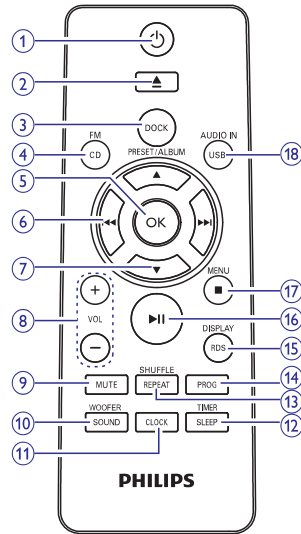 1
2
3
DOCK
FM
AUDIO IN
4
CD
PRESET/ALBUM
USB
18
5
6
OK
7
MENU
17
+
8
VOL
16
DISPLAY
−
RDS
15
SHUFFLE
9
MUTE
REPEAT
PROG
14
13
WOOFER
TIMER
10
SOUND
CLOCK
SLEEP
12
11
PHILIPS